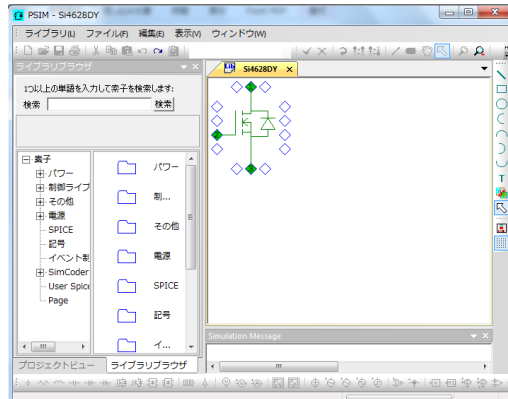 PSIM - Si4628DY
ライブラリ(L) ファイル(F) 編集(E) 表示(V) ウィンドウ(W)
ライブラリブラウザ
Lib Si4628DY ×
1つ以上の単語を入力して素子を検索します:
検索 検索
素子
パワー
制御ライブ
その他
電源
SPICE
記号
イベント制
SimCoder
User Spice
Page
パワー
制...
その他
電源
SPICE
記号
イ...
Simulation Message
プロジェクトビュー ライブラリブラウザ
T